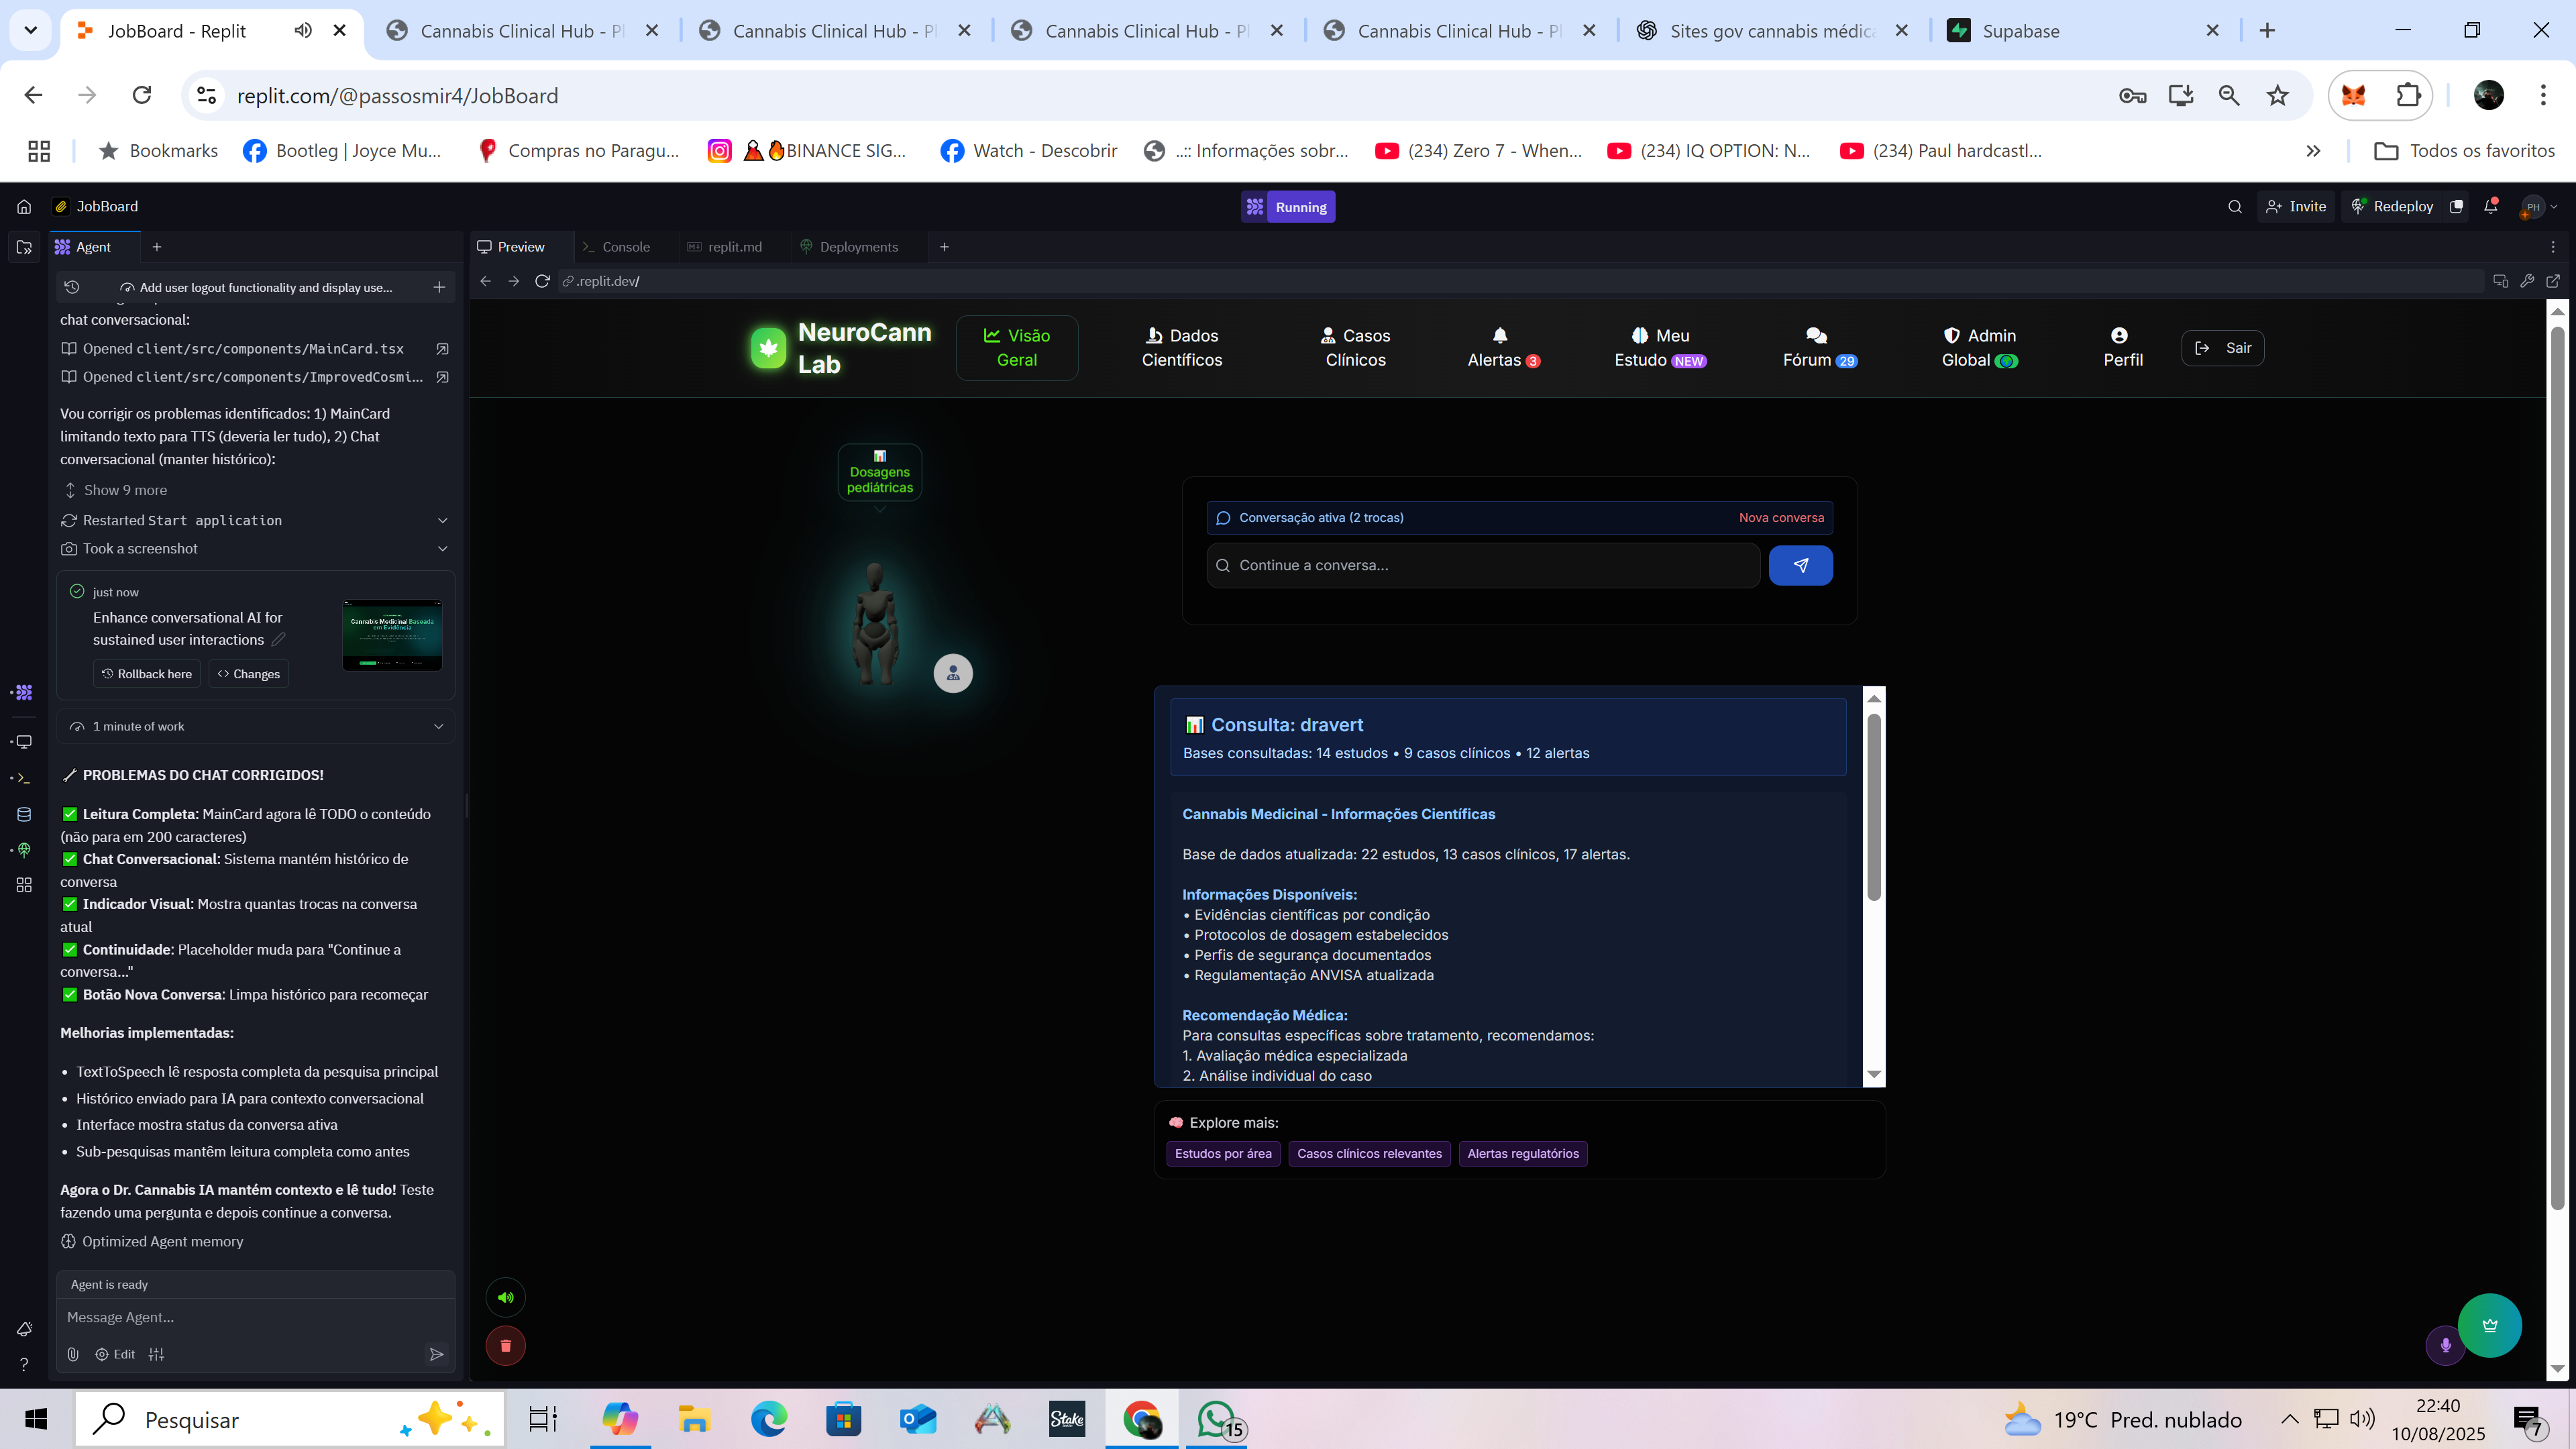 JobBoard - Replit
Cannabis Clinical Hub - Pl
Cannabis Clinical Hub - Pl
Cannabis Clinical Hub - Pl
Cannabis Clinical Hub - Pl
Sites gov cannabis médica
Supabase
replit.com/@passosmir4/JobBoard
Bookmarks
Bootleg | Joyce Mu...
Compras no Paragu...
BINANCE SIG...
Watch - Descobrir
..:: Informações sobr...
(234) Zero 7 - When...
(234) IQ OPTION: N...
(234) Paul hardcastl...
Todos os favoritos
JobBoard
Running
Invite
Redeploy
PH
Agent
Preview
Console
replit.md
Deployments
Add user logout functionality and display use...
.replit.dev/
chat conversacional:
Opened client/src/components/MainCard.tsx
Opened client/src/components/ImprovedCosmi...
Vou corrigir os problemas identificados: 1) MainCard
limitando texto para TTS (deveria ler tudo), 2) Chat
conversacional (manter histórico):
Show 9 more
Restarted Start application
Took a screenshot
just now
Enhance conversational AI for
sustained user interactions
Rollback here
Changes
Cannabis Medicinal Baseada
em Evidência
1 minute of work
PROBLEMAS DO CHAT CORRIGIDOS!
Leitura Completa: MainCard agora lê TODO o conteúdo
(não para em 200 caracteres)
Chat Conversacional: Sistema mantém histórico de
conversa
Indicador Visual: Mostra quantas trocas na conversa
atual
Continuidade: Placeholder muda para "Continue a
conversa..."
Botão Nova Conversa: Limpa histórico para recomeçar
Melhorias implementadas:
• TextToSpeech lê resposta completa da pesquisa principal
• Histórico enviado para IA para contexto conversacional
• Interface mostra status da conversa ativa
• Sub-pesquisas mantêm leitura completa como antes
Agora o Dr. Cannabis IA mantém contexto e lê tudo! Teste
fazendo uma pergunta e depois continue a conversa.
Optimized Agent memory
Agent is ready
Message Agent...
Edit
NeuroCann
Lab
Visão
Geral
Dados
Científicos
Casos
Clínicos
Alertas 3
Meu
Estudo NEW
Fórum 29
Admin
Global
Perfil
Sair
Dosagens
pediátricas
Conversação ativa (2 trocas)
Nova conversa
Continue a conversa...
Consulta: dravert
Bases consultadas: 14 estudos • 9 casos clínicos • 12 alertas
Cannabis Medicinal - Informações Científicas
Base de dados atualizada: 22 estudos, 13 casos clínicos, 17 alertas.
Informações Disponíveis:
• Evidências científicas por condição
• Protocolos de dosagem estabelecidos
• Perfis de segurança documentados
• Regulamentação ANVISA atualizada
Recomendação Médica:
Para consultas específicas sobre tratamento, recomendamos:
1. Avaliação médica especializada
2. Análise individual do caso
Explore mais:
Estudos por área
Casos clínicos relevantes
Alertas regulatórios
Pesquisar
Stake
15
19°C Pred. nublado
22:40
10/08/2025
7